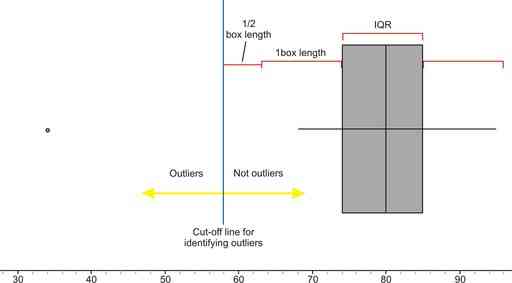 1/2
box length
IQR
1box length
Outliers
Not outliers
Cut-off line for
identifying outliers
30
40
50
60
70
80
90